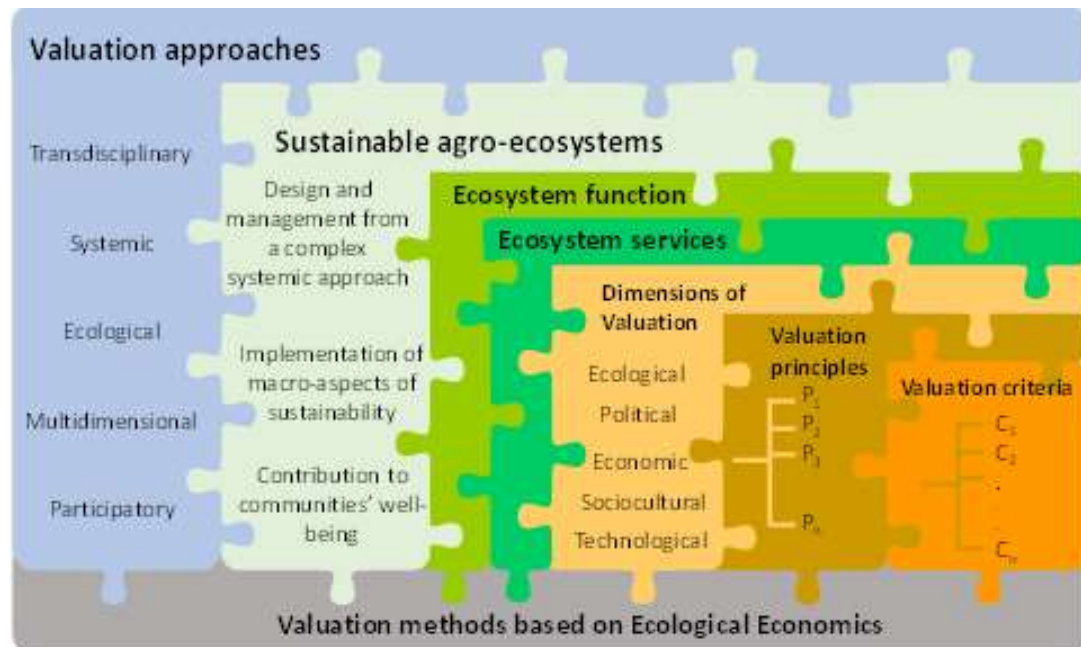 Valuation approaches
Transdisciplinary
Systemic
Ecological
Multidimensional
Participatory
Sustainable agro-ecosystems
Design and
management from
a complex
systemic approach
Implementation of
macro-aspects of
sustainability
Contribution to
communities' well-
being
Ecosystem function
Ecosystem services
Dimensions of
Valuation
Ecological
Political
Economic
Sociocultural
Technological
Valuation
principles
P1
P2
P3
Pn
Valuation criteria
C1
C2
.
.
Cn
Valuation methods based on Ecological Economics